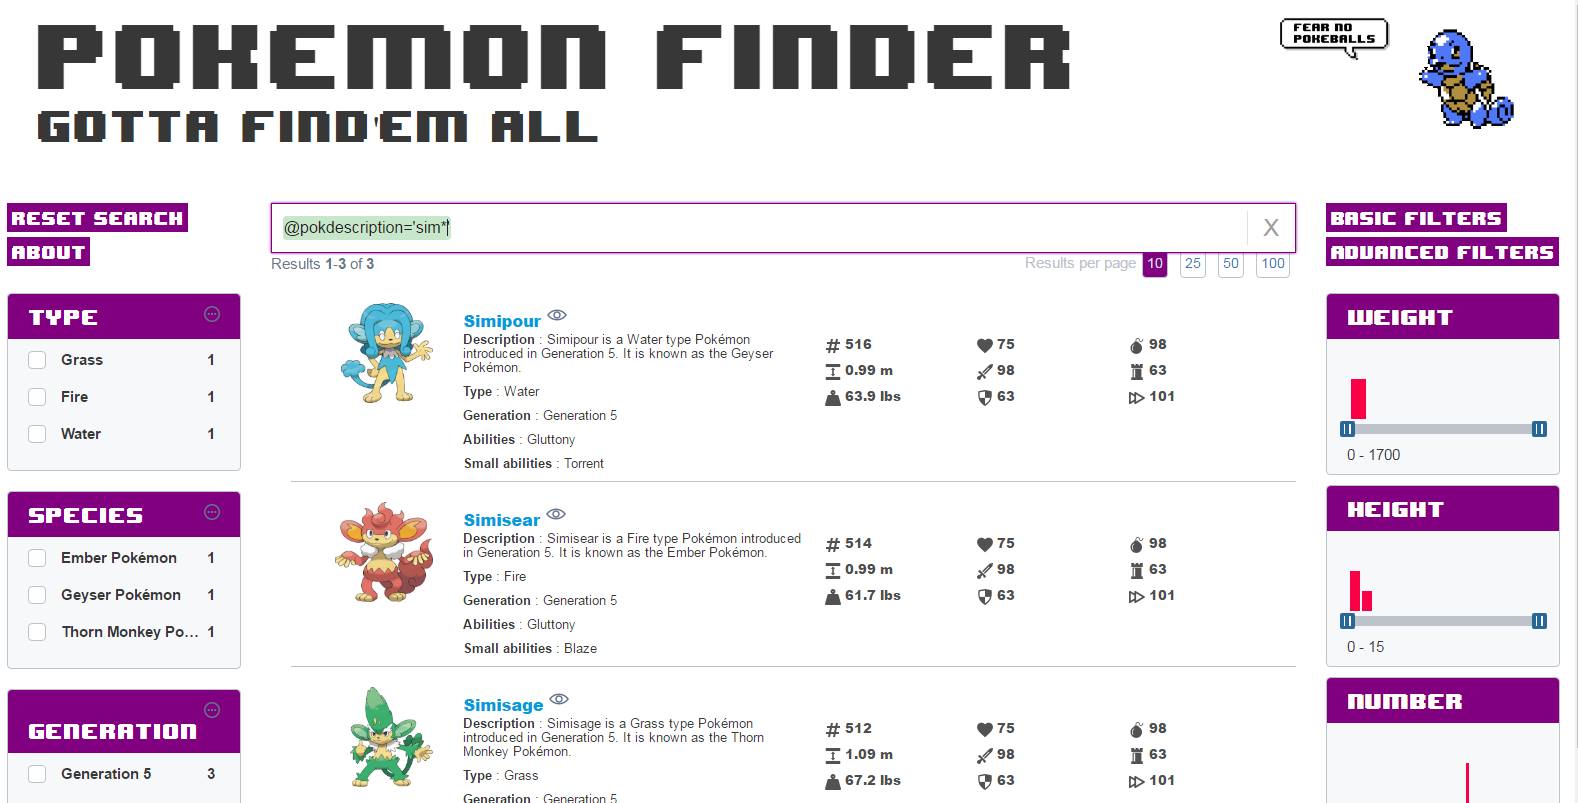 POKEMON FINDER
GOTTA FIND'EM ALL
FEAR NO
POKEBALLS
RESET SEARCH
ABOUT
@pokdescription='sim*'
X
Results 1-3 of 3
Results per page 10 25 50 100
BASIC FILTERS
ADVANCED FILTERS
TYPE
Grass 1
Fire 1
Water 1
SPECIES
Ember Pokémon 1
Geyser Pokémon 1
Thorn Monkey Po... 1
GENERATION
Generation 5 3
Simipour
Description : Simipour is a Water type Pokémon
introduced in Generation 5. It is known as the Geyser
Pokémon.
Type : Water
Generation : Generation 5
Abilities : Gluttony
Small abilities : Torrent
# 516 75 98
0.99 m 98 63
63.9 lbs 63 101
Simisear
Description : Simisear is a Fire type Pokémon introduced
in Generation 5. It is known as the Ember Pokémon.
Type : Fire
Generation : Generation 5
Abilities : Gluttony
Small abilities : Blaze
# 514 75 98
0.99 m 98 63
61.7 lbs 63 101
Simisage
Description : Simisage is a Grass type Pokémon
introduced in Generation 5. It is known as the Thorn
Monkey Pokémon.
Type : Grass
Generation : Generation 5
# 512 75 98
1.09 m 98 63
67.2 lbs 63 101
WEIGHT
0 - 1700
HEIGHT
0 - 15
NUMBER